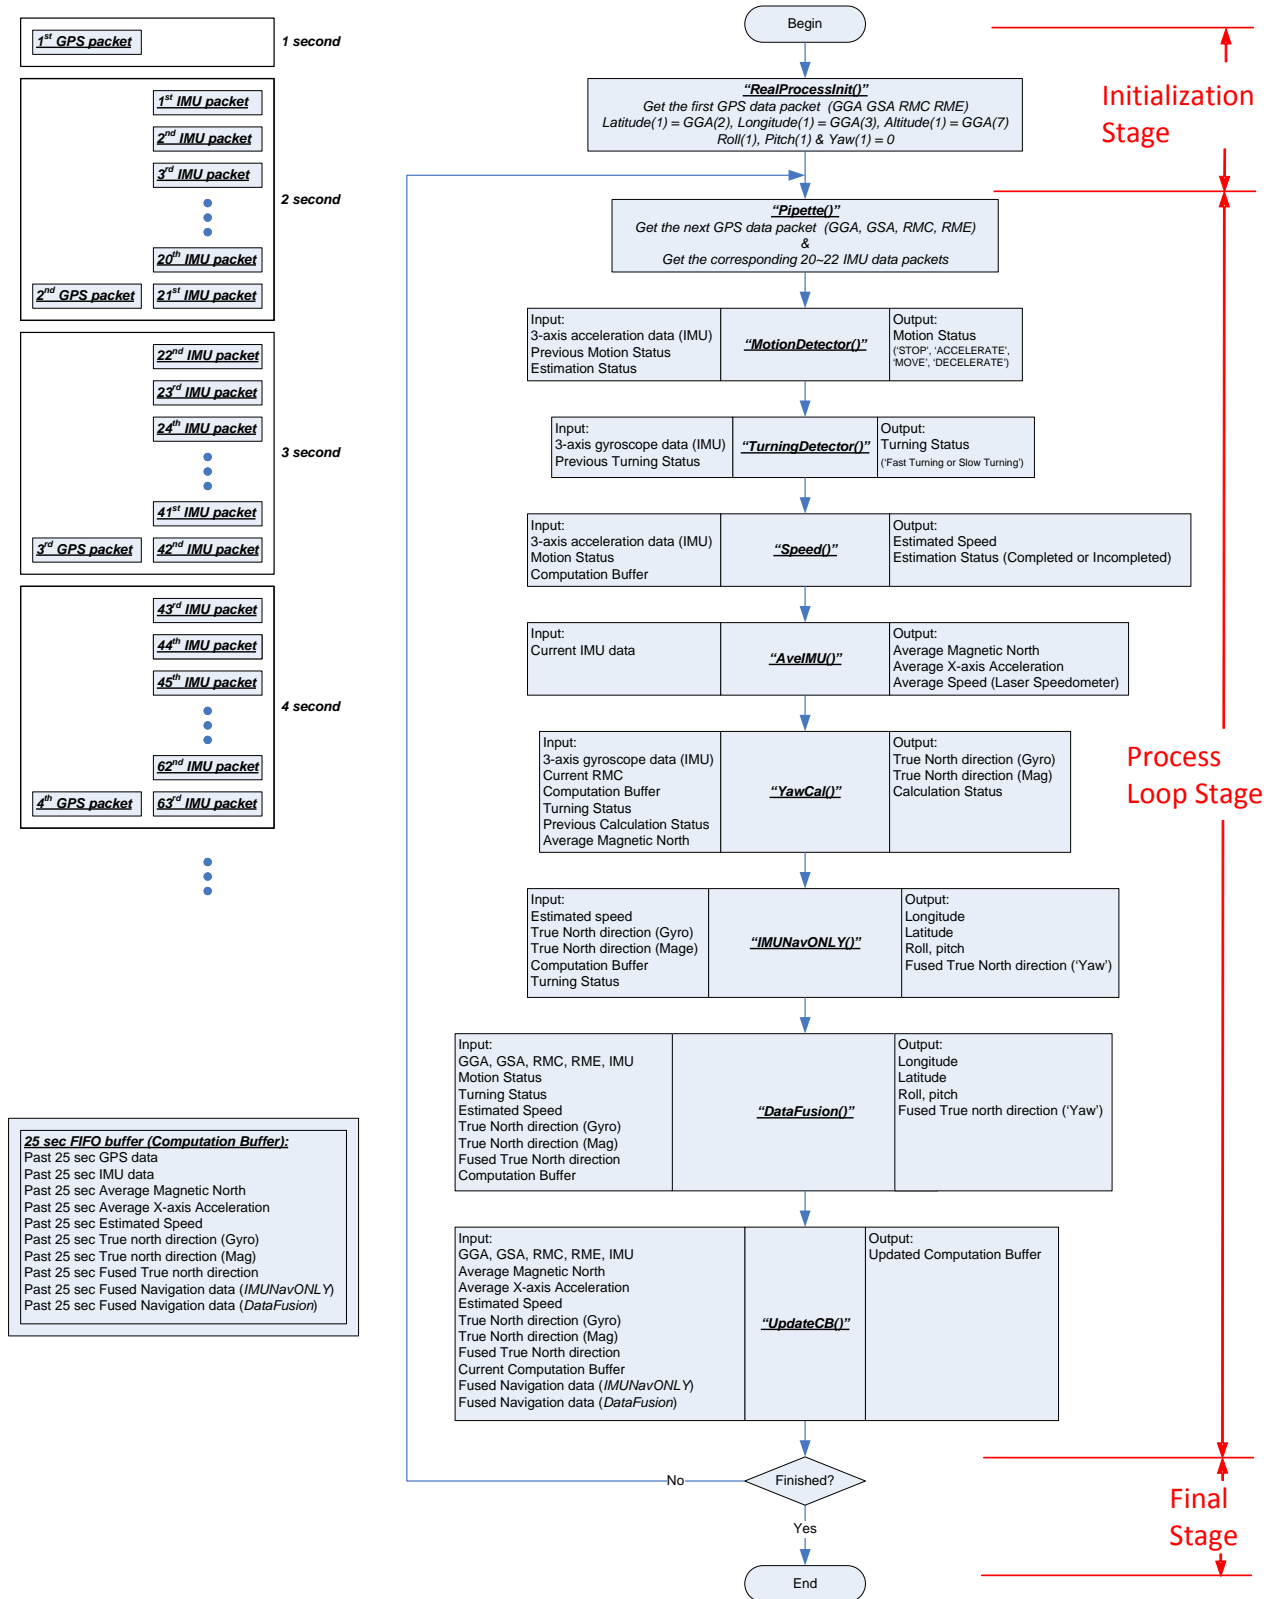 1st GPS packet
1 second
1st IMU packet
2nd IMU packet
3rd IMU packet
2 second
20th IMU packet
2nd GPS packet
21st IMU packet
22nd IMU packet
23rd IMU packet
24th IMU packet
3 second
41st IMU packet
3rd GPS packet
42nd IMU packet
43rd IMU packet
44th IMU packet
45th IMU packet
4 second
62nd IMU packet
4th GPS packet
63rd IMU packet
25 sec FIFO buffer (Computation Buffer):
Past 25 sec GPS data
Past 25 sec IMU data
Past 25 sec Average Magnetic North
Past 25 sec Average X-axis Acceleration
Past 25 sec Estimated Speed
Past 25 sec True north direction (Gyro)
Past 25 sec True north direction (Mag)
Past 25 sec Fused True north direction
Past 25 sec Fused Navigation data (IMUNavONLY)
Past 25 sec Fused Navigation data (DataFusion)
Begin
“RealProcessInit()”
Get the first GPS data packet (GGA GSA RMC RME)
Latitude(1) = GGA(2), Longitude(1) = GGA(3), Altitude(1) = GGA(7)
Roll(1), Pitch(1) & Yaw(1) = 0
“Pipette()”
Get the next GPS data packet (GGA, GSA, RMC, RME)
&
Get the corresponding 20~22 IMU data packets
Input:
3-axis acceleration data (IMU)
Previous Motion Status
Estimation Status
“MotionDetector()”
Output:
Motion Status
(‘STOP’, ‘ACCELERATE’,
‘MOVE’, ‘DECELERATE’)
Input:
3-axis gyroscope data (IMU)
Previous Turning Status
“TurningDetector()”
Output:
Turning Status
(‘Fast Turning or Slow Turning’)
Input:
3-axis acceleration data (IMU)
Motion Status
Computation Buffer
“Speed()”
Output:
Estimated Speed
Estimation Status (Completed or Incompleted)
Input:
Current IMU data
“AveIMU()”
Output:
Average Magnetic North
Average X-axis Acceleration
Average Speed (Laser Speedometer)
Input:
3-axis gyroscope data (IMU)
Current RMC
Computation Buffer
Turning Status
Previous Calculation Status
Average Magnetic North
“YawCal()”
Output:
True North direction (Gyro)
True North direction (Mag)
Calculation Status
Input:
Estimated speed
True North direction (Gyro)
True North direction (Mage)
Computation Buffer
Turning Status
“IMUNavONLY()”
Output:
Longitude
Latitude
Roll, pitch
Fused True North direction (‘Yaw’)
Input:
GGA, GSA, RMC, RME, IMU
Motion Status
Turning Status
Estimated Speed
True North direction (Gyro)
True North direction (Mag)
Fused True North direction
Computation Buffer
“DataFusion()”
Output:
Longitude
Latitude
Roll, pitch
Fused True north direction (‘Yaw’)
Input:
GGA, GSA, RMC, RME, IMU
Average Magnetic North
Average X-axis Acceleration
Estimated Speed
True North direction (Gyro)
True North direction (Mag)
Fused True North direction
Current Computation Buffer
Fused Navigation data (IMUNavONLY)
Fused Navigation data (DataFusion)
“UpdateCB()”
Output:
Updated Computation Buffer
Finished?
No
Yes
End
Initialization
Stage
Process
Loop Stage
Final
Stage